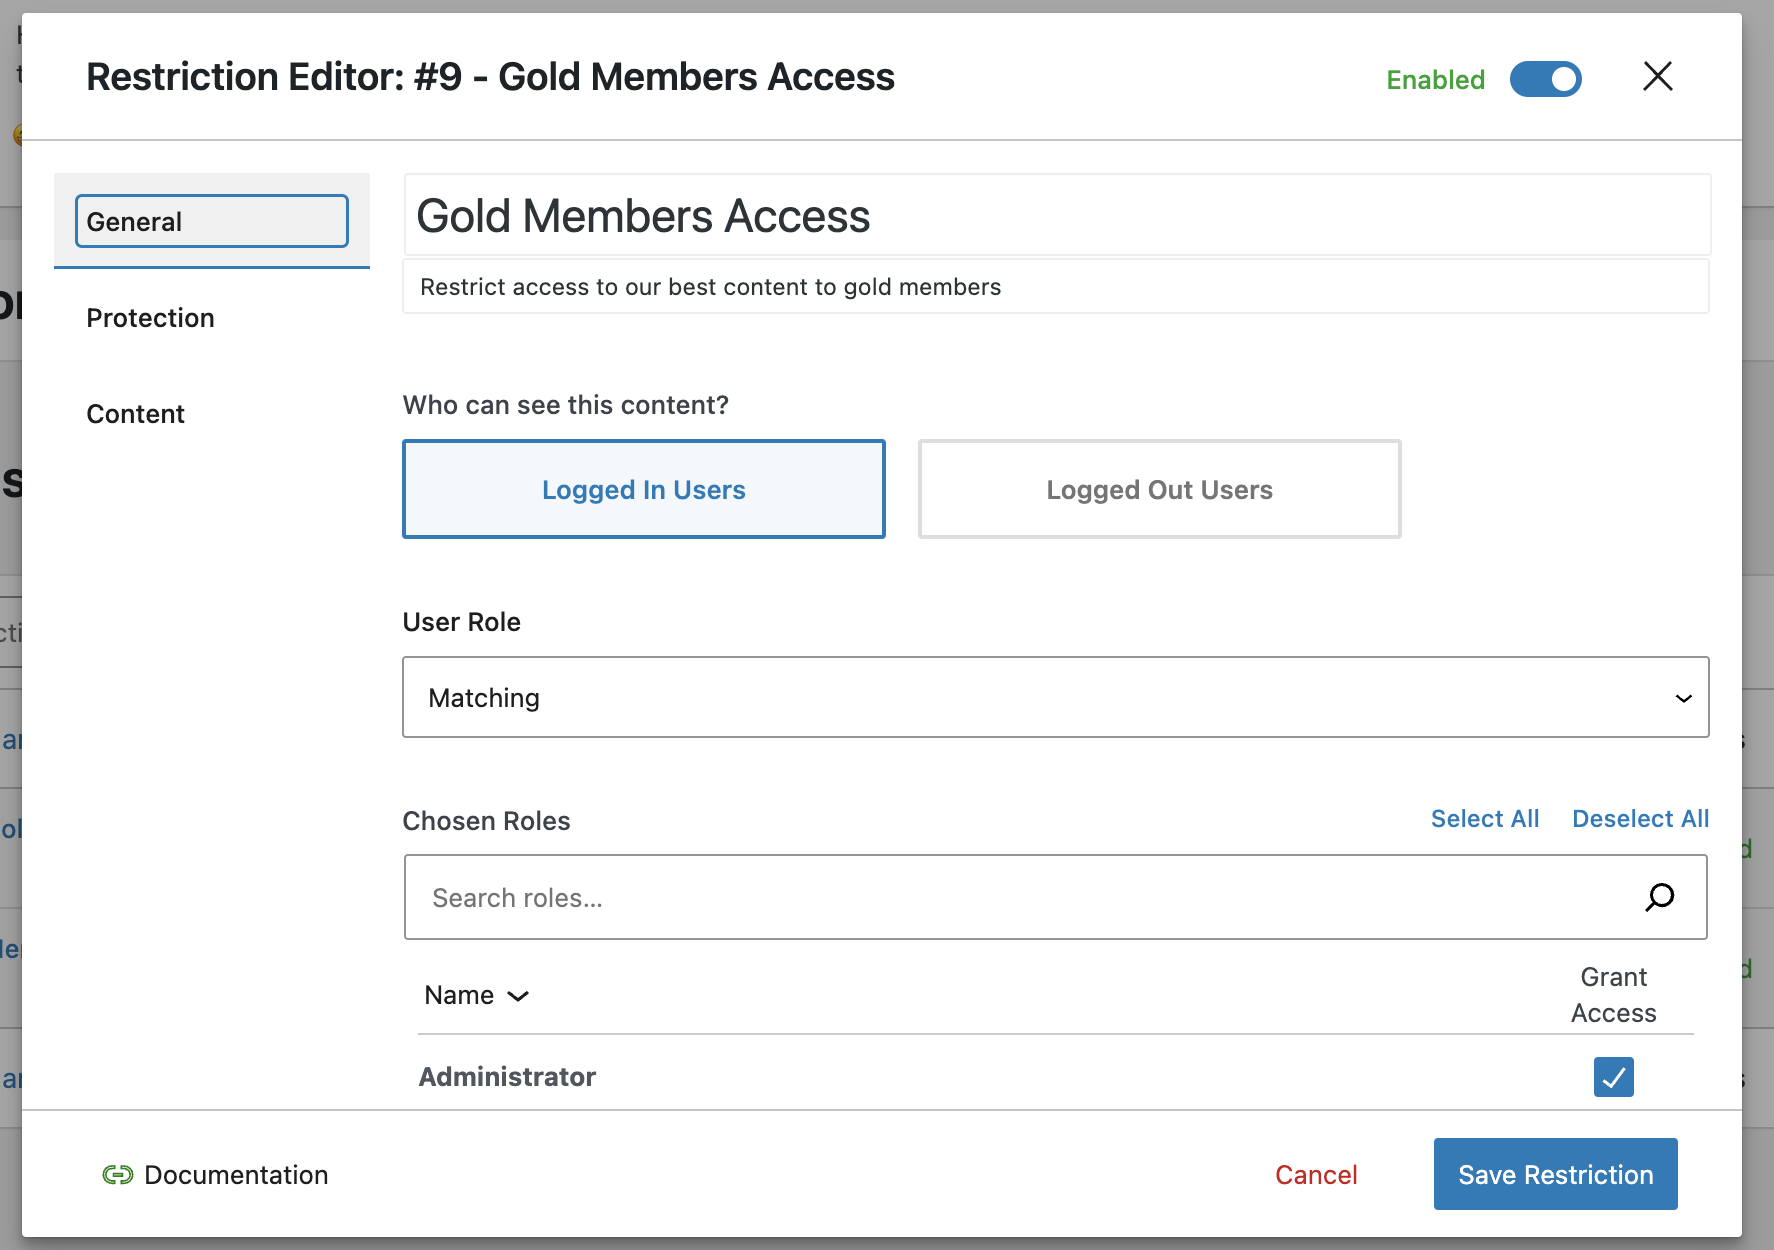 Restriction Editor: #9 - Gold Members Access
Enabled
General
Protection
Content
Gold Members Access
Restrict access to our best content to gold members
Who can see this content?
Logged In Users
Logged Out Users
User Role
Matching
Chosen Roles
Select All
Deselect All
Search roles...
Name
Grant
Access
Administrator
Documentation
Cancel
Save Restriction